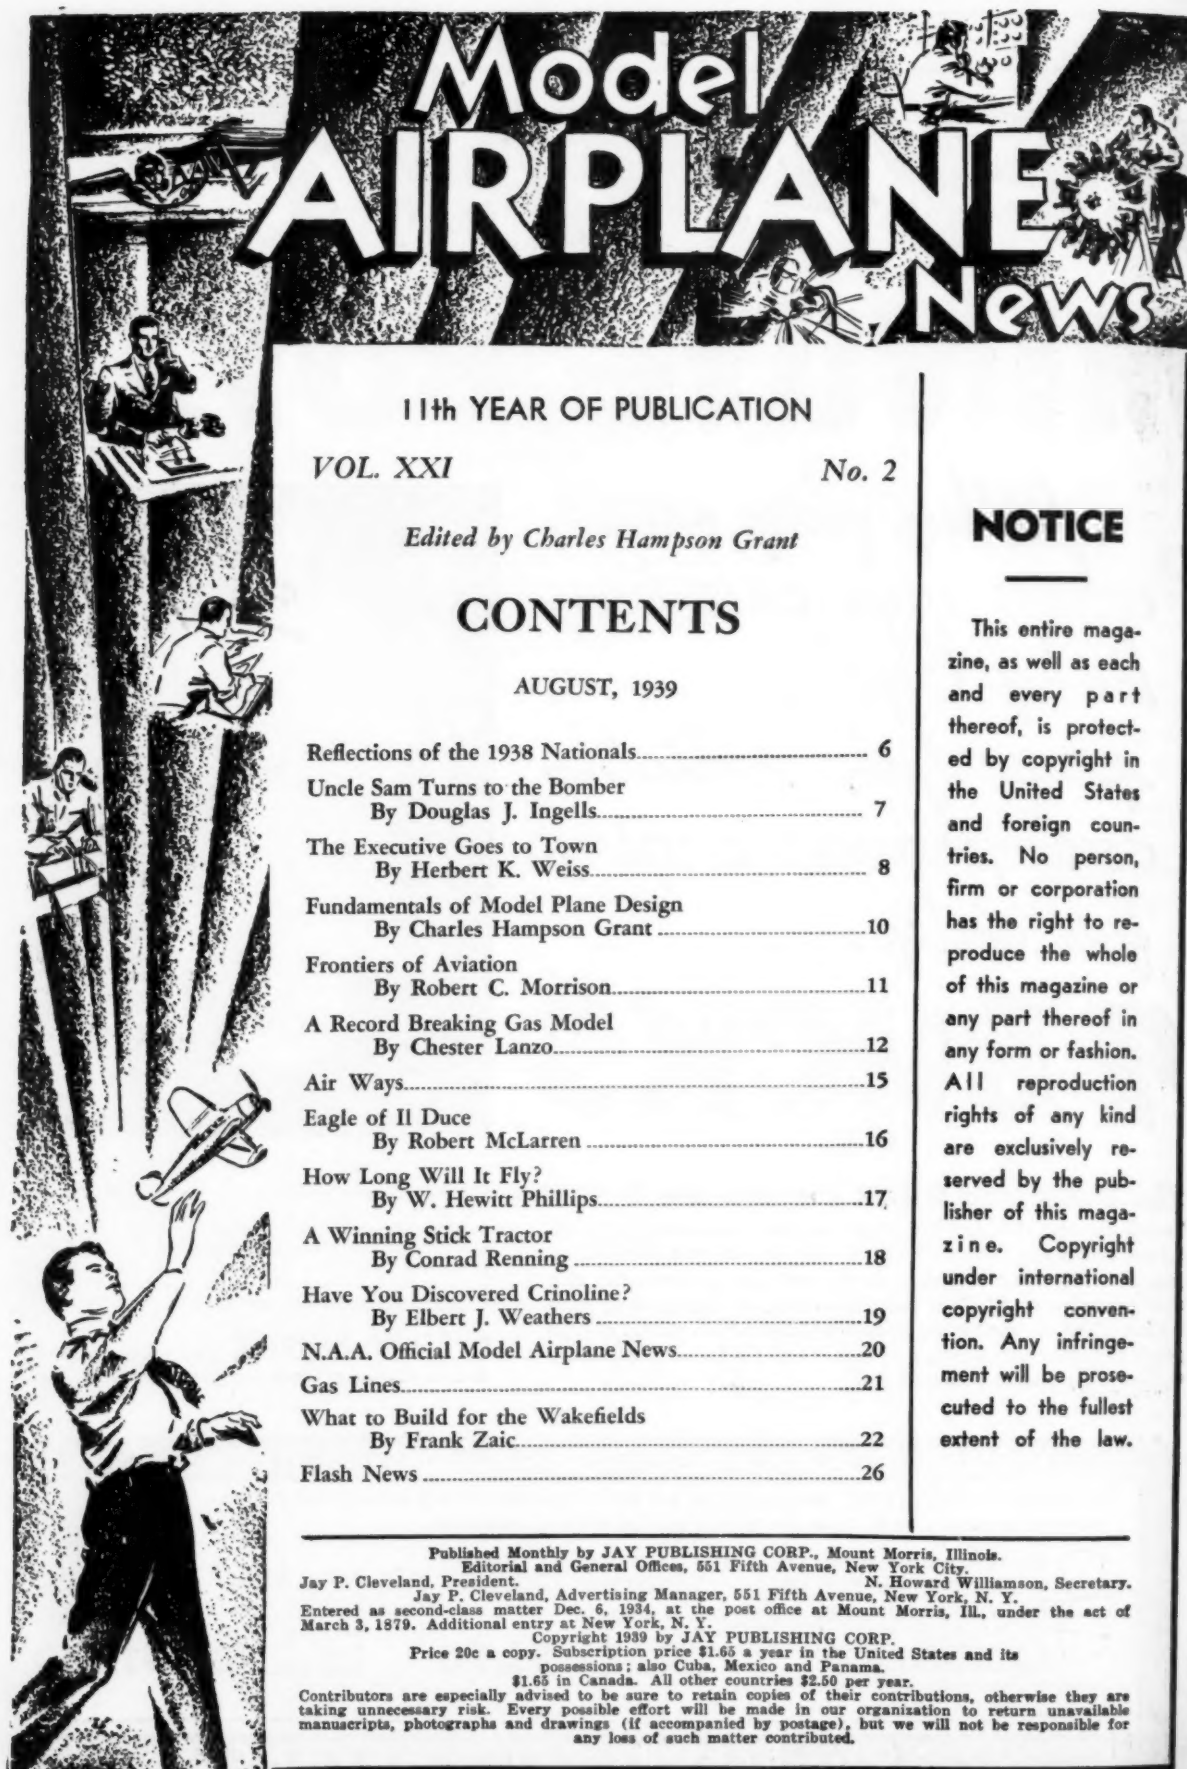 Model
AIRPLANE
News
11th YEAR OF PUBLICATION
VOL. XXI No. 2
Edited by Charles Hampson Grant
CONTENTS
AUGUST, 1939
Reflections of the 1938 Nationals 6
Uncle Sam Turns to the Bomber
By Douglas J. Ingells 7
The Executive Goes to Town
By Herbert K. Weiss 8
Fundamentals of Model Plane Design
By Charles Hampson Grant 10
Frontiers of Aviation
By Robert C. Morrison 11
A Record Breaking Gas Model
By Chester Lanzo 12
Air Ways 15
Eagle of Il Duce
By Robert McLarren 16
How Long Will It Fly?
By W. Hewitt Phillips 17
A Winning Stick Tractor
By Conrad Renning 18
Have You Discovered Crinoline?
By Elbert J. Weathers 19
N.A.A. Official Model Airplane News 20
Gas Lines 21
What to Build for the Wakefields
By Frank Zaic 22
Flash News 26
NOTICE
This entire maga-
zine, as well as each
and every part
thereof, is protect-
ed by copyright in
the United States
and foreign coun-
tries. No person,
firm or corporation
has the right to re-
produce the whole
of this magazine or
any part thereof in
any form or fashion.
All reproduction
rights of any kind
are exclusively re-
served by the pub-
lisher of this maga-
zine. Copyright
under international
copyright conven-
tion. Any infringe-
ment will be prose-
cuted to the fullest
extent of the law.
Published Monthly by JAY PUBLISHING CORP., Mount Morris, Illinois.
Editorial and General Offices, 551 Fifth Avenue, New York City.
Jay P. Cleveland, President. N. Howard Williamson, Secretary.
Jay P. Cleveland, Advertising Manager, 551 Fifth Avenue, New York, N. Y.
Entered as second-class matter Dec. 6, 1934, at the post office at Mount Morris, Ill., under the act of
March 3, 1879. Additional entry at New York, N. Y.
Copyright 1939 by JAY PUBLISHING CORP.
Price 20c a copy. Subscription price $1.65 a year in the United States and its
possessions; also Cuba, Mexico and Panama.
$1.65 in Canada. All other countries $2.50 per year.
Contributors are especially advised to be sure to retain copies of their contributions, otherwise they are
taking unnecessary risk. Every possible effort will be made in our organization to return unavailable
manuscripts, photographs and drawings (if accompanied by postage), but we will not be responsible for
any loss of such matter contributed.